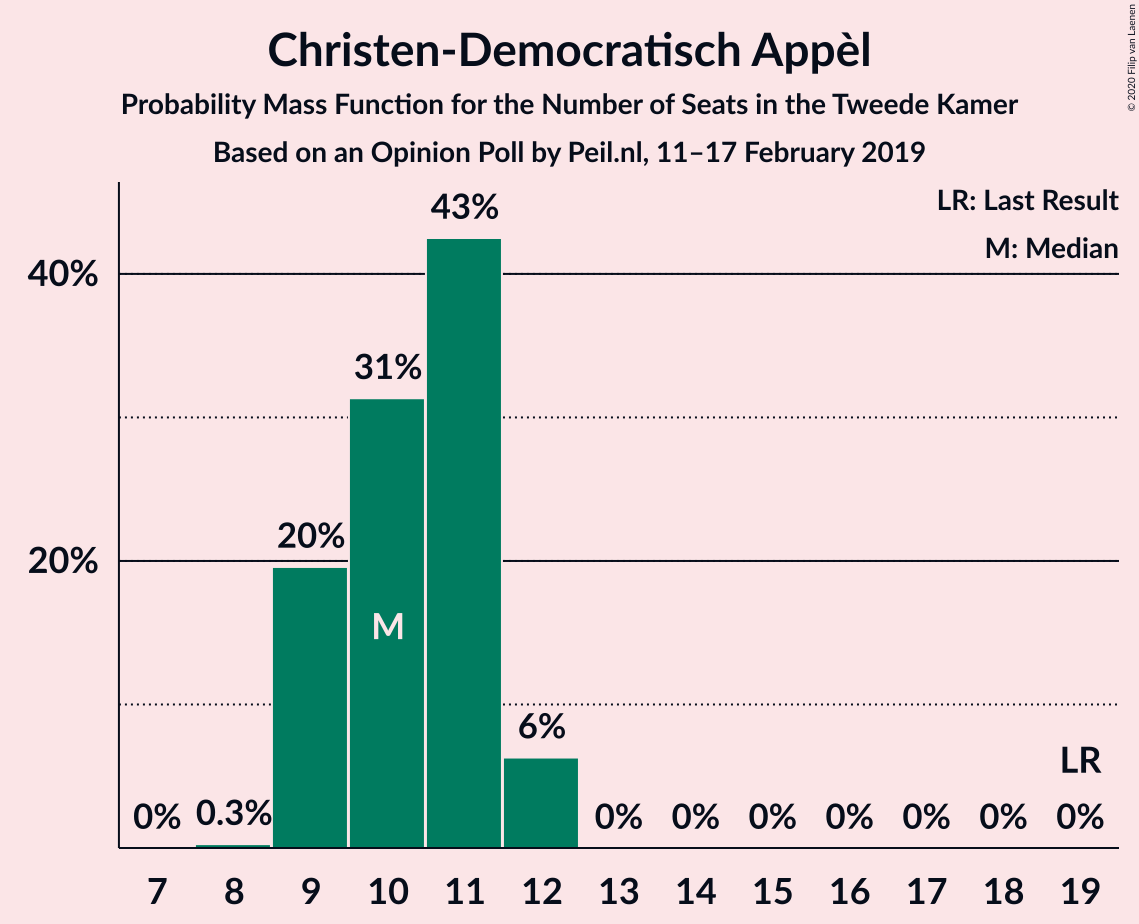 Christen-Democratisch Appèl
Probability Mass Function for the Number of Seats in the Tweede Kamer
Based on an Opinion Poll by Peil.nl, 11–17 February 2019
© 2020 Filip van Laenen
LR: Last Result
M: Median
43%
40%
31%
20%
20%
M
6%
LR
0% 0.3% 0% 0% 0% 0% 0% 0% 0%
7 8 9 10 11 12 13 14 15 16 17 18 19